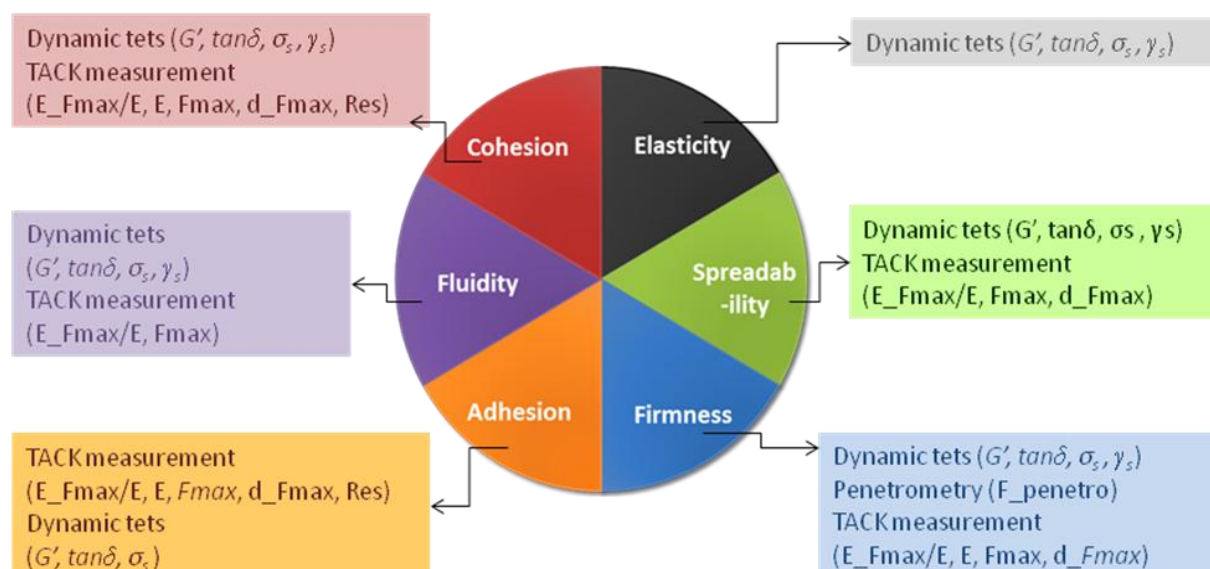 Dynamic tets (G’, tanδ, σs, γs)
TACK measurement
(E_Fmax/E, E, Fmax, d_Fmax, Res)
Dynamic tets (G’, tanδ, σs, γs)
Cohesion
Elasticity
Dynamic tets
(G’, tanδ, σs, γs)
TACK measurement
(E_Fmax/E, Fmax)
Fluidity
Spreadab
-ility
Dynamic tets (G’, tanδ, σs , γs)
TACK measurement
(E_Fmax/E, Fmax, d_Fmax)
Adhesion
Firmness
TACK measurement
(E_Fmax/E, E, Fmax, d_Fmax, Res)
Dynamic tets
(G’, tanδ, σs)
Dynamic tets (G’, tanδ, σs, γs)
Penetrometry (F_penetro)
TACK measurement
(E_Fmax/E, E, Fmax, d_Fmax)